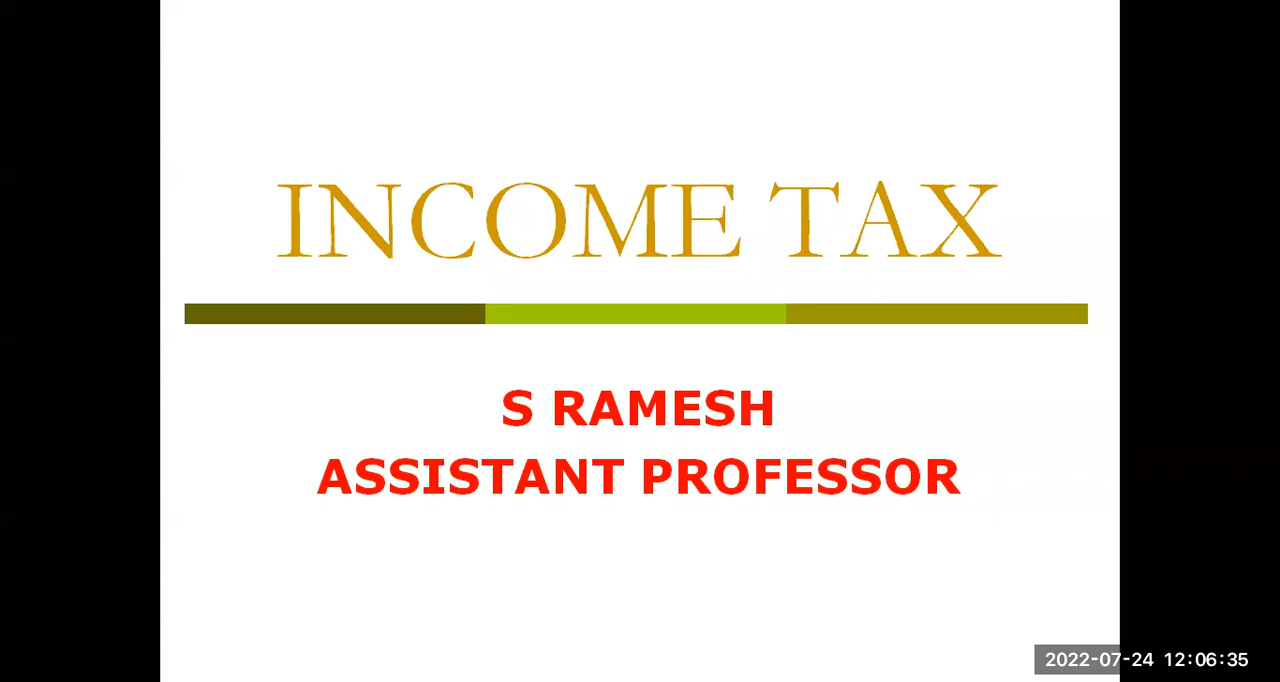 INCOME TAX
S RAMESH
ASSISTANT PROFESSOR
2022-07-24 12:06:35